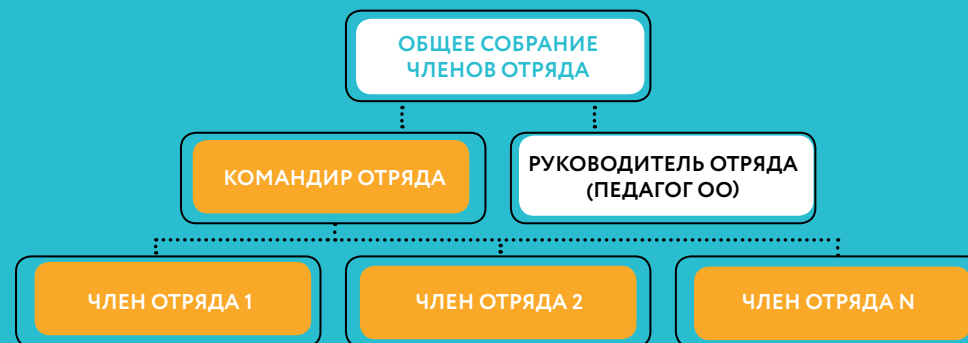 ОБЩЕЕ СОБРАНИЕ
ЧЛЕНОВ ОТРЯДА
КОМАНДИР ОТРЯДА
РУКОВОДИТЕЛЬ ОТРЯДА
(ПЕДАГОГ ОО)
ЧЛЕН ОТРЯДА 1
ЧЛЕН ОТРЯДА 2
ЧЛЕН ОТРЯДА N